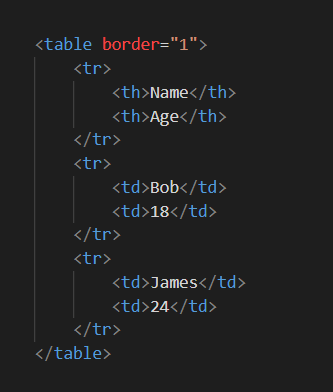 <table border="1">
    <tr>
        <th>Name</th>
        <th>Age</th>
    </tr>
    <tr>
        <td>Bob</td>
        <td>18</td>
    </tr>
    <tr>
        <td>James</td>
        <td>24</td>
    </tr>
</table>